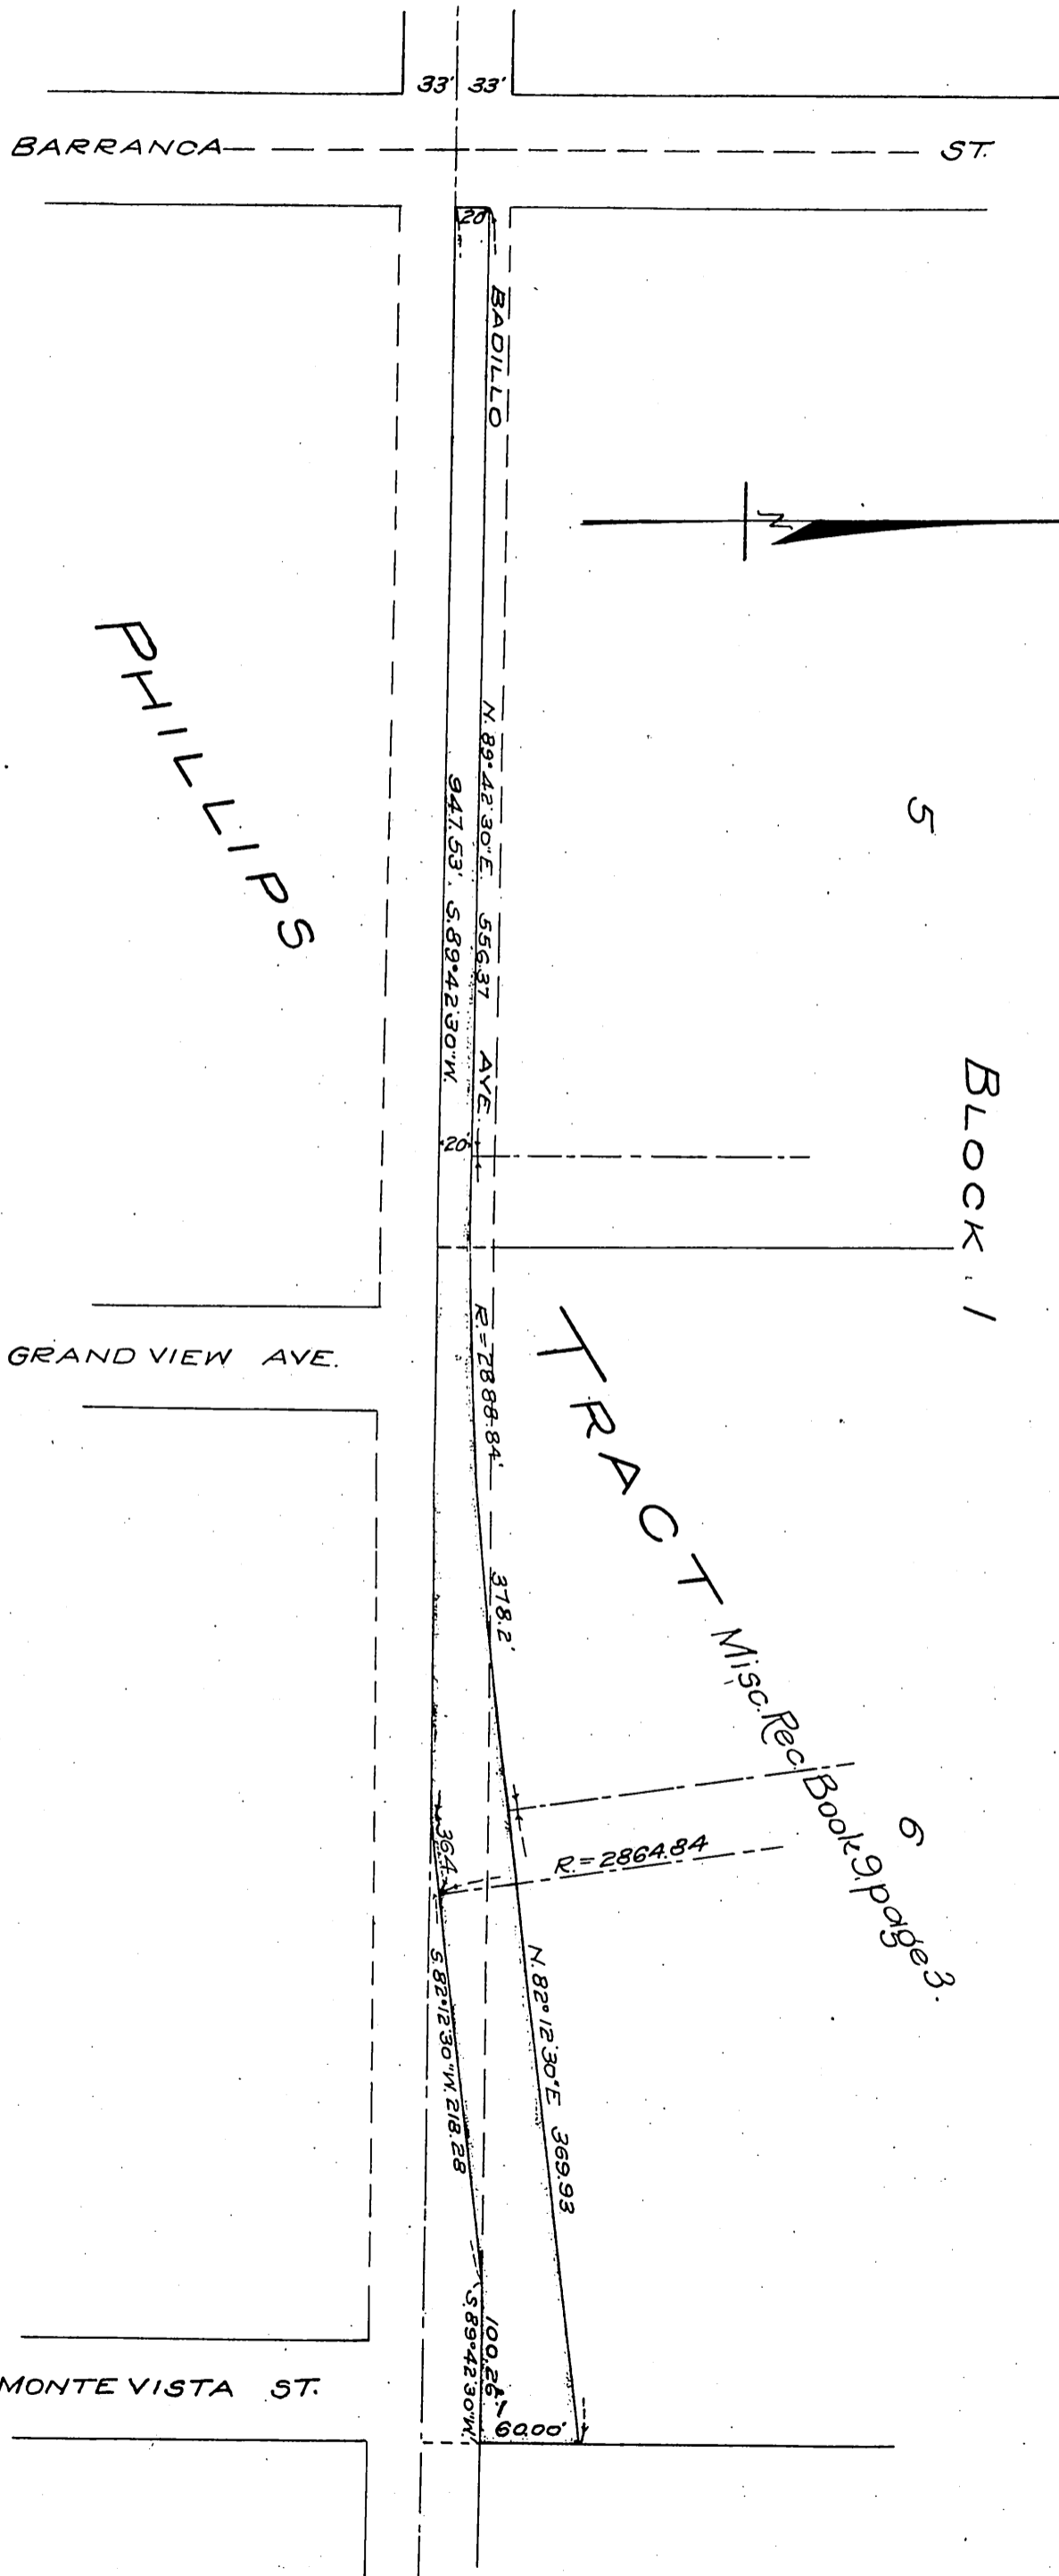 33' 33'
BARRANCA ST.
20'
BADILLO AVE.
N
N.89°42'30"E. 556.37
947.53'. S.89°42'30"W.
20'
5
PHILLIPS TRACT
Misc. Rec. Book 9, page 3.
BLOCK 1
GRAND VIEW AVE.
R.=2888.84'
378.2'
6
R.=2864.84
364.
N.82°12'30"E 369.93
S.82°12'30"W. 218.28
100.26'
S.89°42'30"W.
60.00'
MONTE VISTA ST.